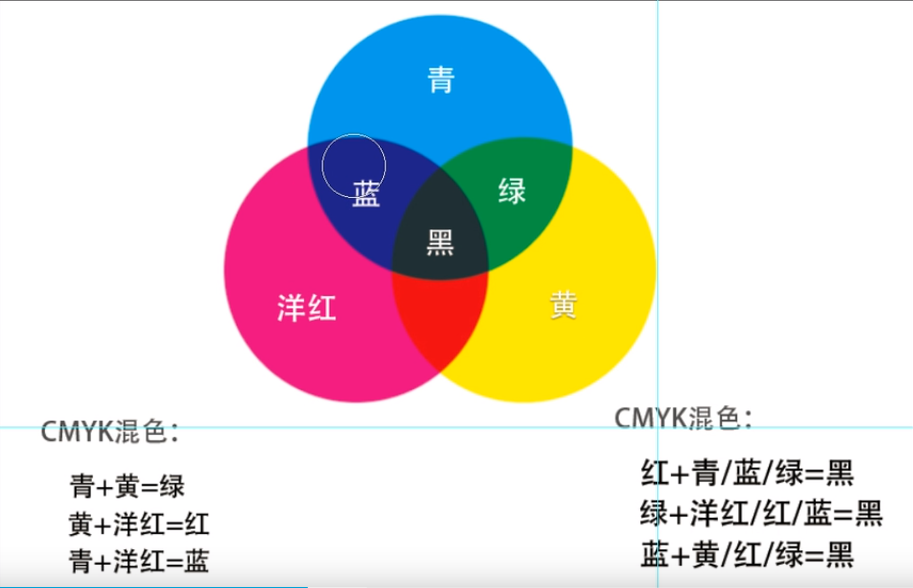 青
蓝
绿
黑
洋红
黄
CMYK混色：
青+黄=绿
黄+洋红=红
青+洋红=蓝
CMYK混色：
红+青/蓝/绿=黑
绿+洋红/红/蓝=黑
蓝+黄/红/绿=黑